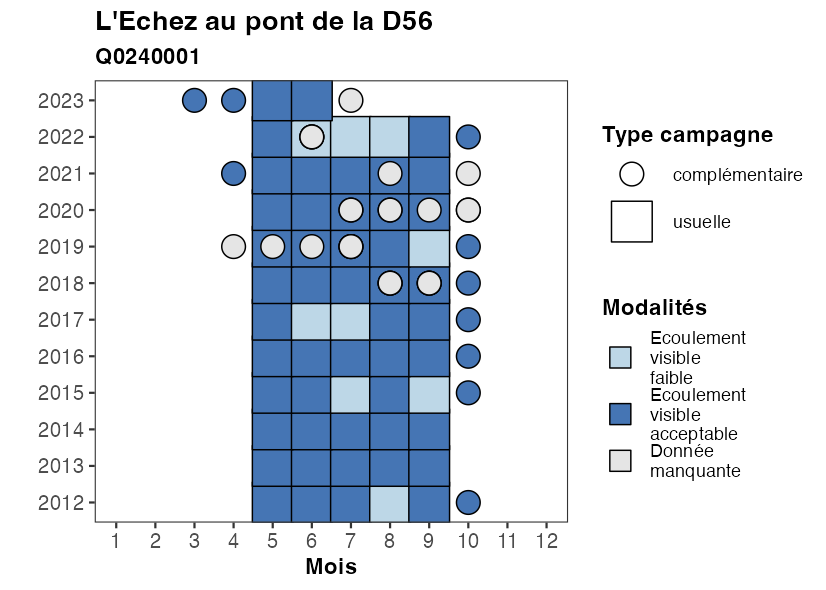 L'Echez au pont de la D56
Q0240001
2023
2022
2021
2020
2019
2018
2017
2016
2015
2014
2013
2012
1 2 3 4 5 6 7 8 9 10 11 12
Mois
Type campagne
complémentaire
usuelle
Modalités
Ecoulement
visible
faible
Ecoulement
visible
acceptable
Donnée
manquante